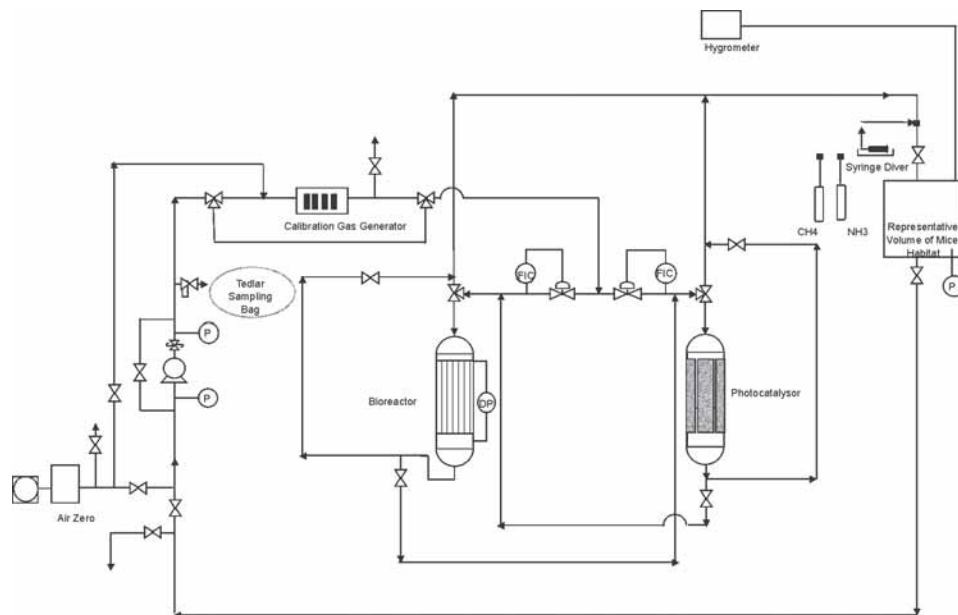 Hygrometer
Syringe Diver
Calibration Gas Generator
CH4
NH3
Representative
Volume of Mice
Habitat
FIC
FIC
P
Tedlar
Sampling
Bag
P
P
Bioreactor
DP
Photocatalysor
Air Zero